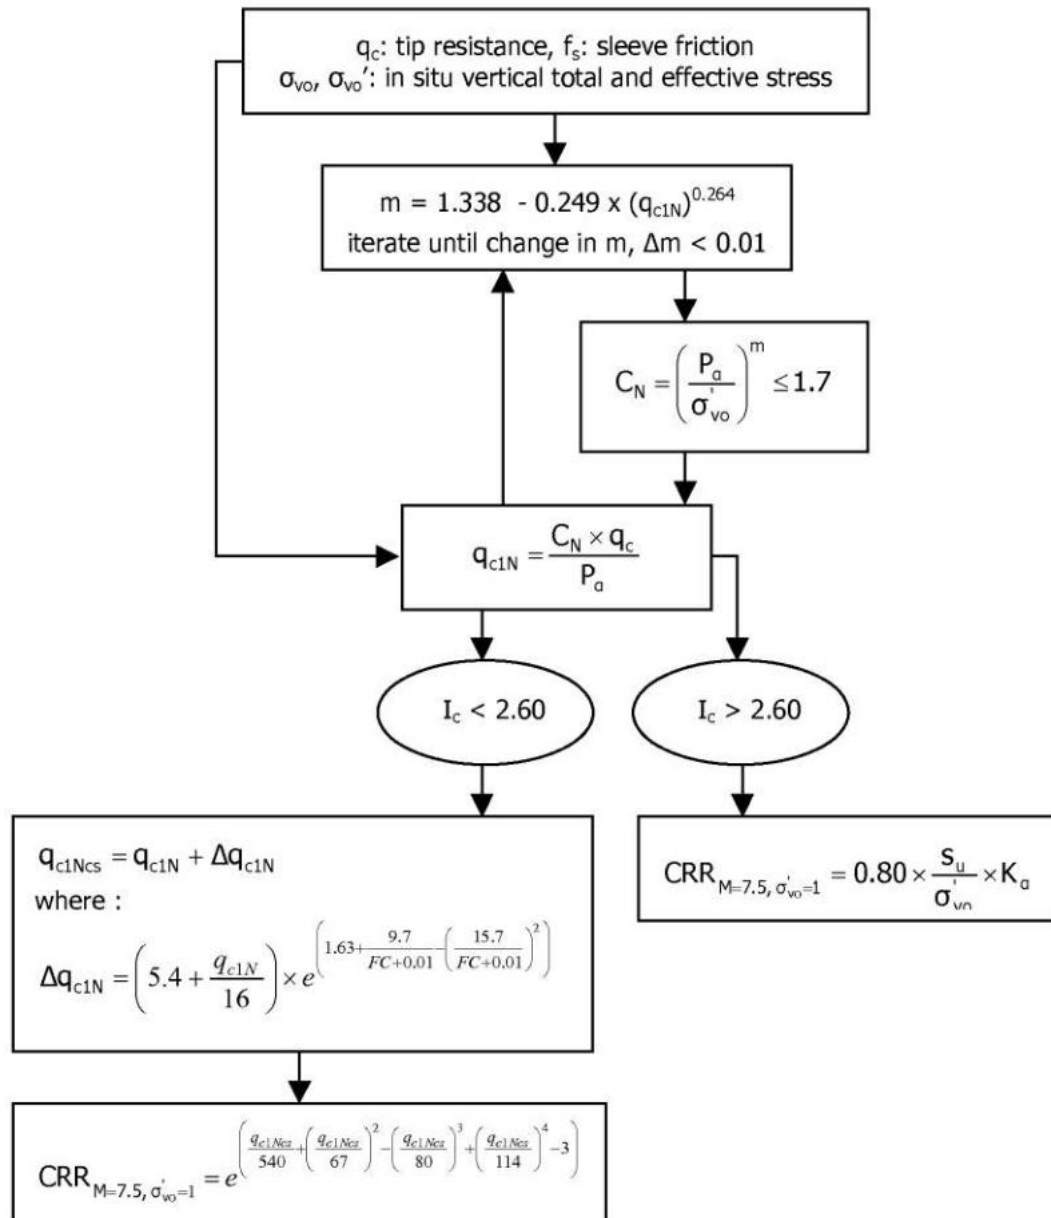 q_c: tip resistance, f_s: sleeve friction
σ_vo, σ_vo': in situ vertical total and effective stress
m = 1.338 - 0.249 x (q_c1N)^0.264
iterate until change in m, Δm < 0.01
C_N = (P_a / σ'_vo)^m ≤ 1.7
q_c1N = (C_N × q_c) / P_a
I_c < 2.60
I_c > 2.60
q_c1Ncs = q_c1N + Δq_c1N
where :
Δq_c1N = (5.4 + q_c1N / 16) × e^(1.63 + 9.7 / (FC+0.01) − (15.7 / (FC+0.01))^2)
CRR_M=7.5, σ'_vo=1 = 0.80 × (s_u / σ'_vo) × K_α
CRR_M=7.5, σ'_vo=1 = e^(q_c1Ncs / 540 + (q_c1Ncs / 67)^2 − (q_c1Ncs / 80)^3 + (q_c1Ncs / 114)^4 − 3)